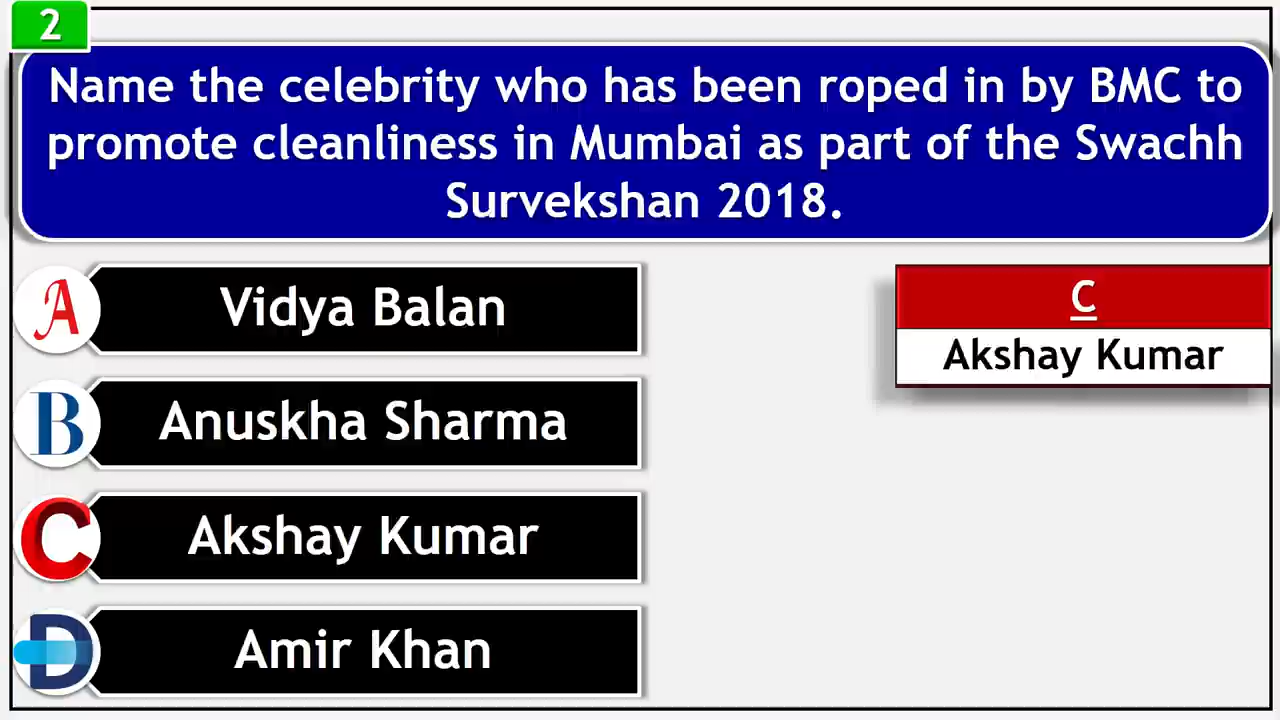 2
Name the celebrity who has been roped in by BMC to
promote cleanliness in Mumbai as part of the Swachh
Survekshan 2018.
A Vidya Balan
B Anuskha Sharma
C Akshay Kumar
D Amir Khan
C
Akshay Kumar